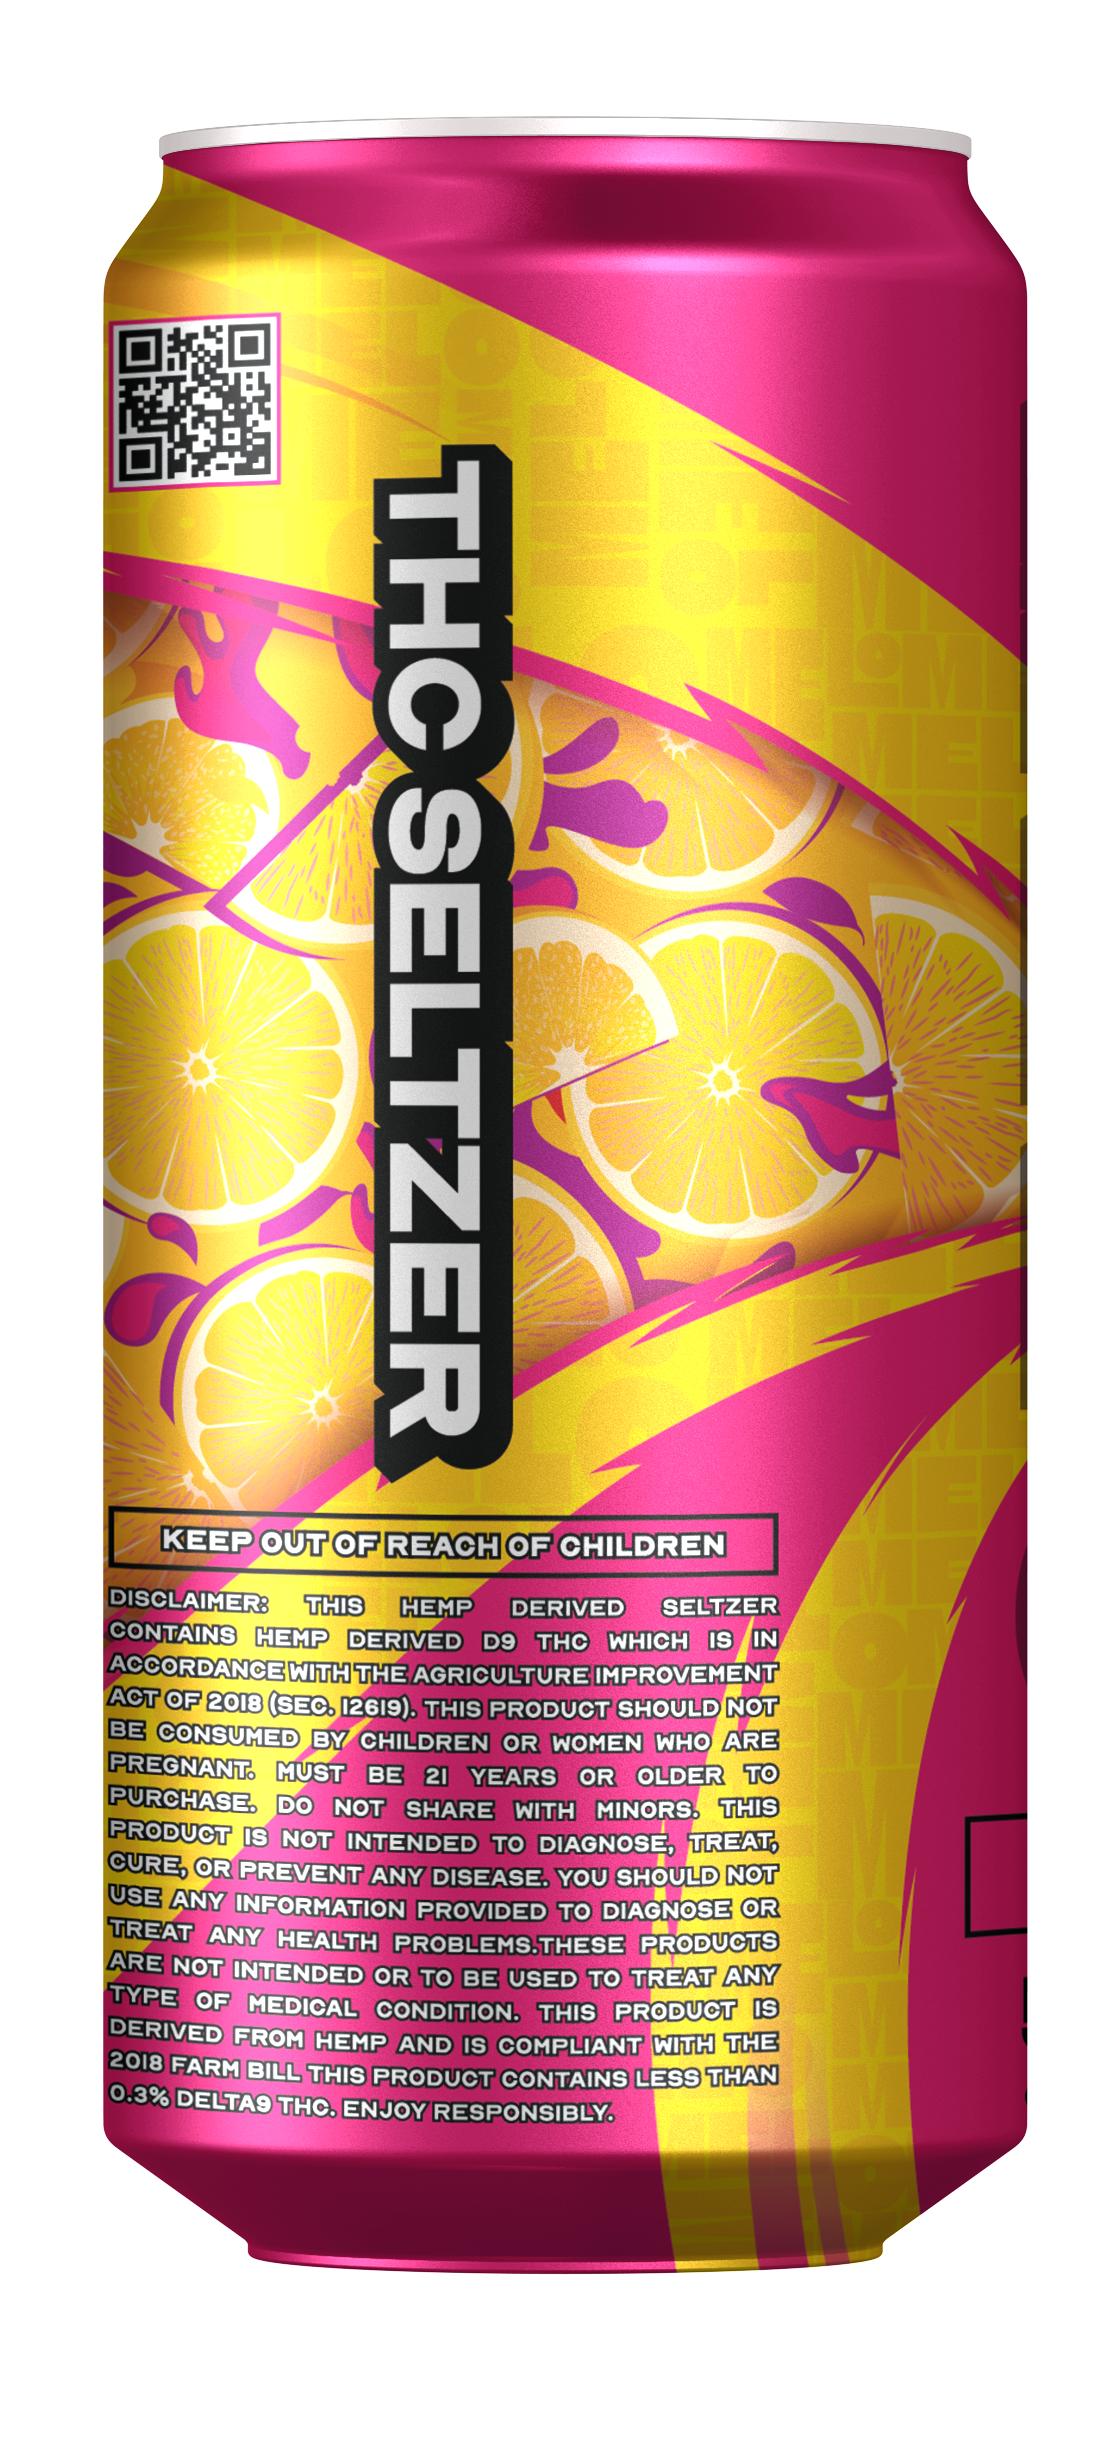 THC SELTZER
KEEP OUT OF REACH OF CHILDREN
DISCLAIMER: THIS HEMP DERIVED SELTZER
CONTAINS HEMP DERIVED D9 THC WHICH IS IN
ACCORDANCE WITH THE AGRICULTURE IMPROVEMENT
ACT OF 2018 (SEC. 12619). THIS PRODUCT SHOULD NOT
BE CONSUMED BY CHILDREN OR WOMEN WHO ARE
PREGNANT. MUST BE 21 YEARS OR OLDER TO
PURCHASE. DO NOT SHARE WITH MINORS. THIS
PRODUCT IS NOT INTENDED TO DIAGNOSE, TREAT,
CURE, OR PREVENT ANY DISEASE. YOU SHOULD NOT
USE ANY INFORMATION PROVIDED TO DIAGNOSE OR
TREAT ANY HEALTH PROBLEMS.THESE PRODUCTS
ARE NOT INTENDED OR TO BE USED TO TREAT ANY
TYPE OF MEDICAL CONDITION. THIS PRODUCT IS
DERIVED FROM HEMP AND IS COMPLIANT WITH THE
2018 FARM BILL THIS PRODUCT CONTAINS LESS THAN
0.3% DELTA9 THC. ENJOY RESPONSIBLY.